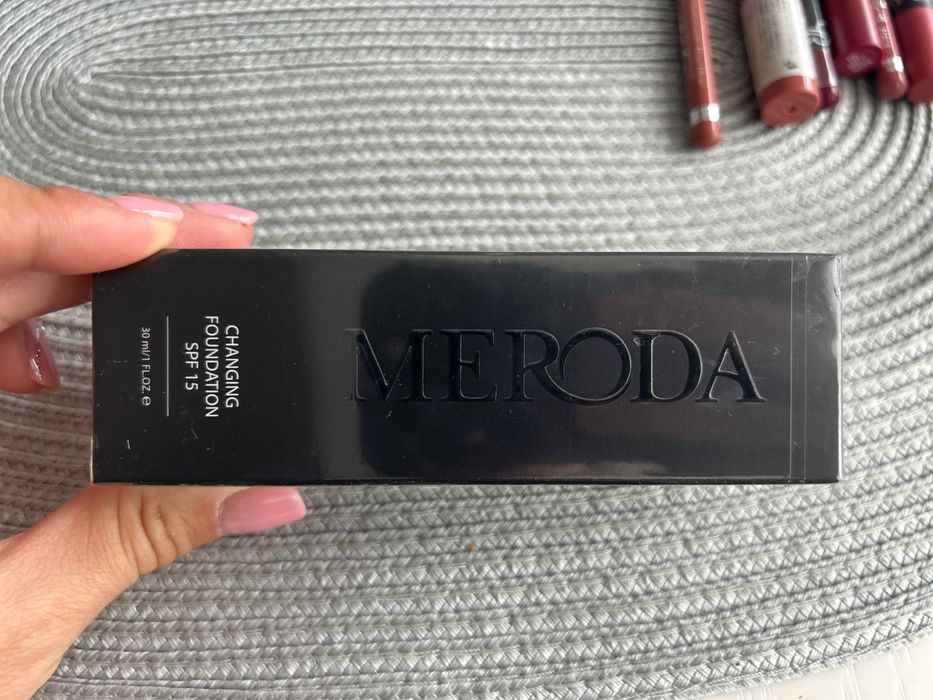 MERODA
CHANGING
FOUNDATION
SPF 15
30 ml/1 FL.OZ ℮